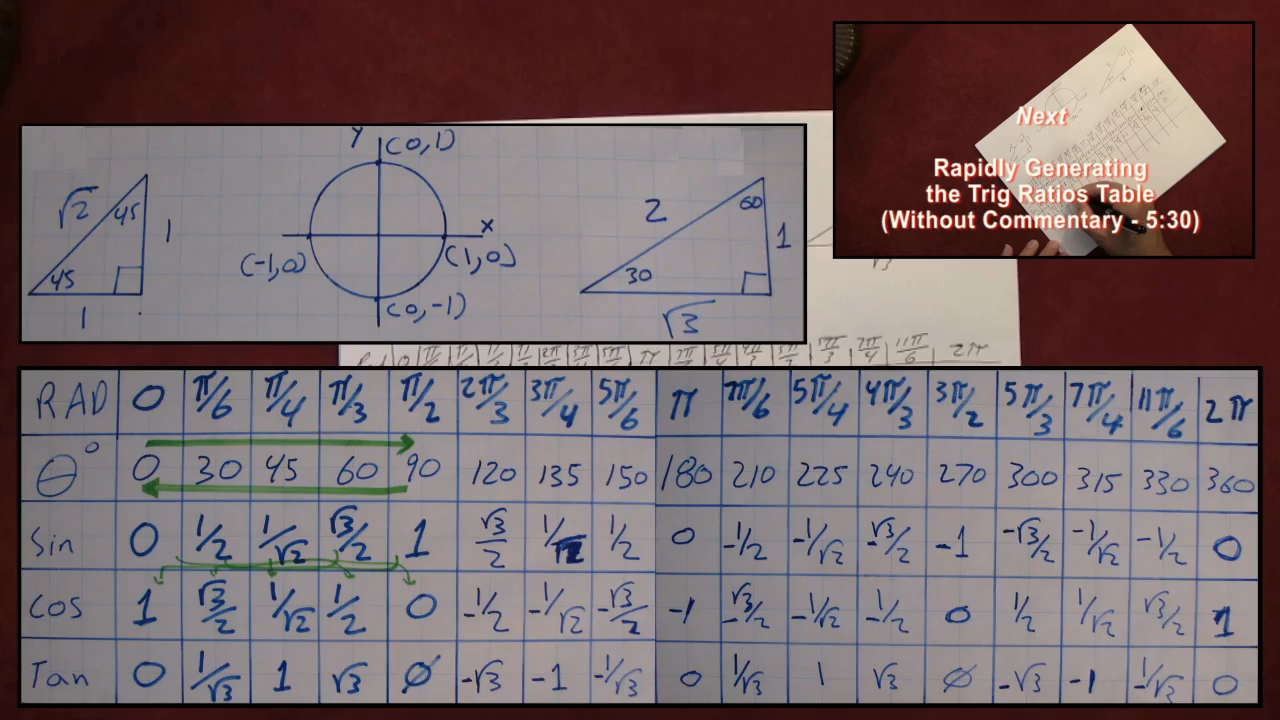 Next
Rapidly Generating
the Trig Ratios Table
(Without Commentary - 5:30)
y (0,1)
x
(-1,0) (1,0)
(0,-1)
√2 45 1
45
1
2 60
1
30
√3
√3
RAD 0 π/6 π/4 π/3 π/2 2π/3 3π/4 5π/6 π 7π/6 5π/4 4π/3 3π/2 5π/3 7π/4 11π/6 2π
θ° 0 30 45 60 90 120 135 150 180 210 225 240 270 300 315 330 360
Sin 0 1/2 1/√2 √3/2 1 √3/2 1/√2 1/2 0 -1/2 -1/√2 -√3/2 -1 -√3/2 -1/√2 -1/2 0
COS 1 √3/2 1/√2 1/2 0 -1/2 -1/√2 -√3/2 -1 -√3/2 -1/√2 -1/2 0 1/2 1/√2 √3/2 1
Tan 0 1/√3 1 √3 ∅ -√3 -1 -1/√3 0 1/√3 1 √3 ∅ -√3 -1 1/-√3 0